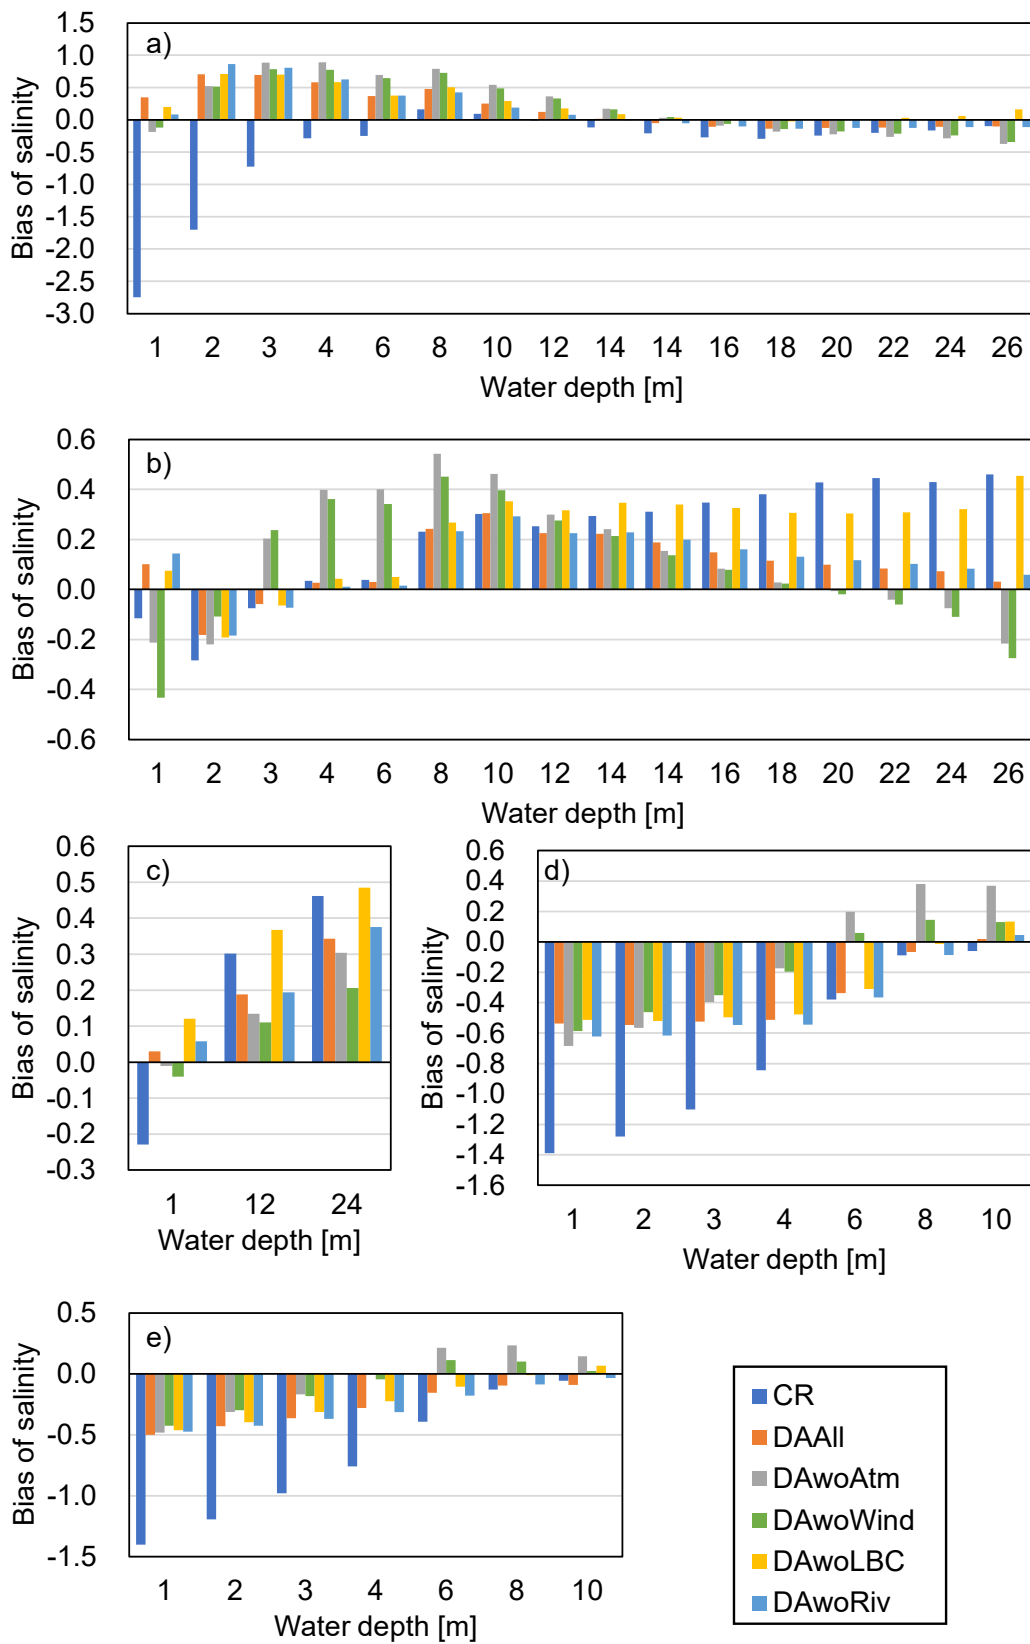 a)
Bias of salinity
1.5
1.0
0.5
0.0
-0.5
-1.0
-1.5
-2.0
-2.5
-3.0
1 2 3 4 6 8 10 12 14 14 16 18 20 22 24 26
Water depth [m]
b)
Bias of salinity
0.6
0.4
0.2
0.0
-0.2
-0.4
-0.6
1 2 3 4 6 8 10 12 14 14 16 18 20 22 24 26
Water depth [m]
c)
Bias of salinity
0.6
0.5
0.4
0.3
0.2
0.1
0.0
-0.1
-0.2
-0.3
1 12 24
Water depth [m]
d)
Bias of salinity
0.6
0.4
0.2
0.0
-0.2
-0.4
-0.6
-0.8
-1.0
-1.2
-1.4
-1.6
1 2 3 4 6 8 10
Water depth [m]
e)
Bias of salinity
0.5
0.0
-0.5
-1.0
-1.5
1 2 3 4 6 8 10
Water depth [m]
CR
DAAll
DAwoAtm
DAwoWind
DAwoLBC
DAwoRiv